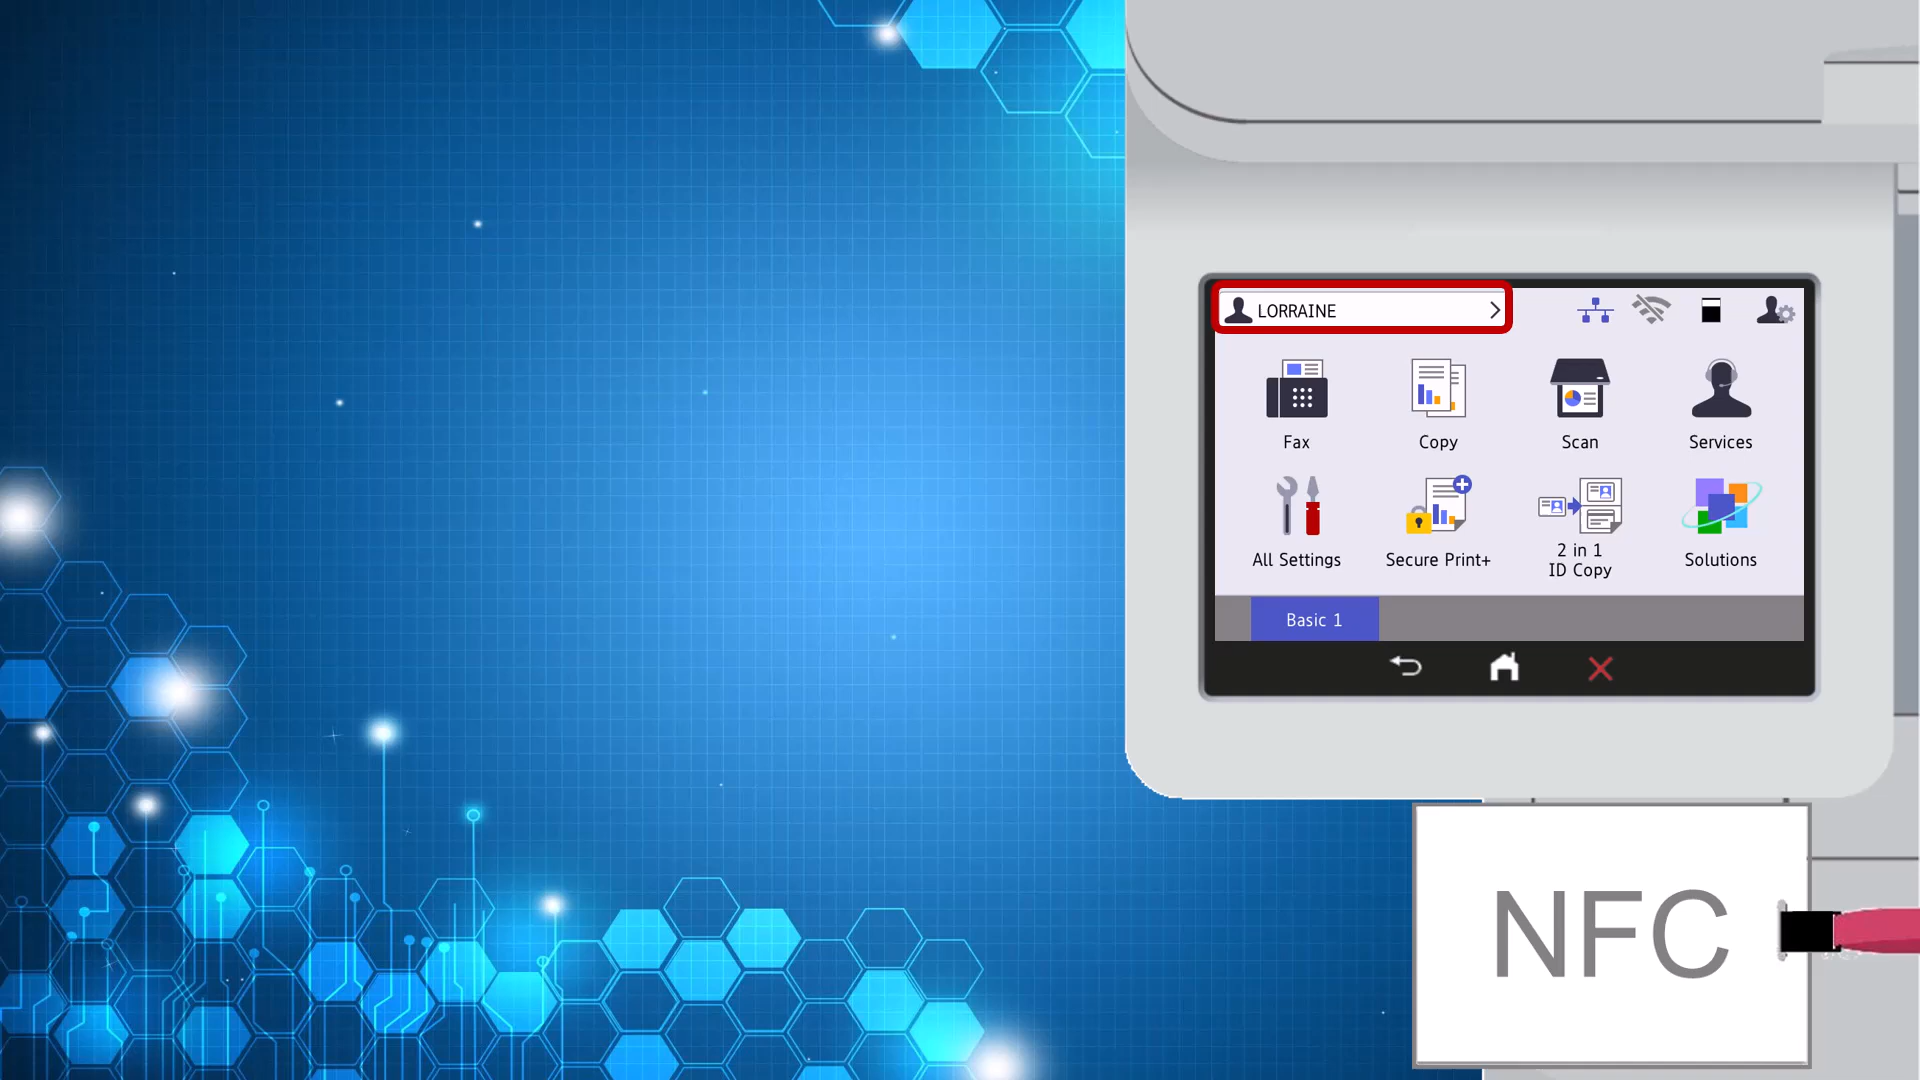 LORRAINE
Fax
Copy
Scan
Services
All Settings
Secure Print+
2 in 1
ID Copy
Solutions
Basic 1
NFC